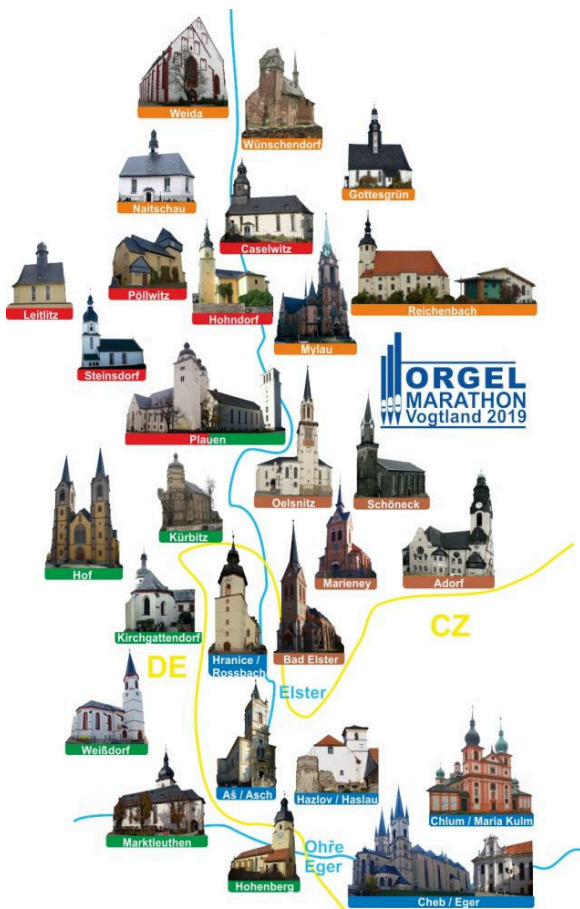 Weida
Wünschendorf
Gottesgrün
Naitschau
Caselwitz
Pöllwitz
Leitlitz
Hohndorf
Reichenbach
Mylau
Steinsdorf
ORGEL
MARATHON
Vogtland 2019
Plauen
Oelsnitz
Schöneck
Kürbitz
Hof
Marieney
Adorf
Kirchgattendorf
CZ
DE
Hranice /
Rossbach
Bad Elster
Elster
Weißdorf
Aš / Asch
Hazlov / Haslau
Chlum / Maria Kulm
Marktleuthen
Ohře
Eger
Hohenberg
Cheb / Eger